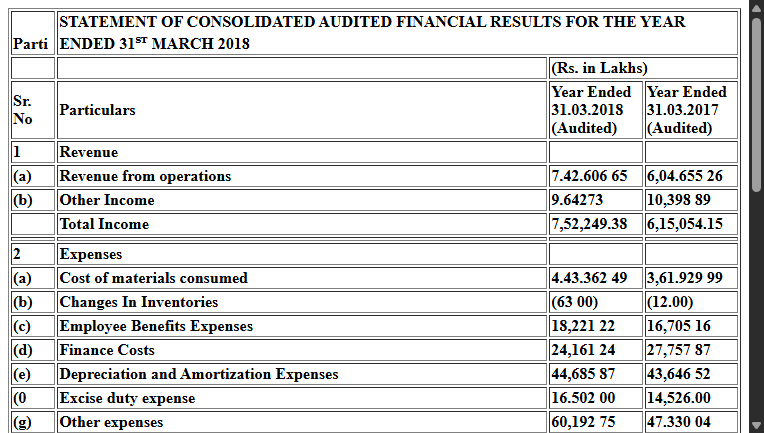 STATEMENT OF CONSOLIDATED AUDITED FINANCIAL RESULTS FOR THE YEAR
Parti ENDED 31ST MARCH 2018
(Rs. in Lakhs)
Sr. No Particulars Year Ended 31.03.2018 (Audited) Year Ended 31.03.2017 (Audited)
1 Revenue
(a) Revenue from operations 7.42.606 65 6,04.655 26
(b) Other Income 9.64273 10,398 89
Total Income 7,52,249.38 6,15,054.15
2 Expenses
(a) Cost of materials consumed 4.43.362 49 3,61.929 99
(b) Changes In Inventories (63 00) (12.00)
(c) Employee Benefits Expenses 18,221 22 16,705 16
(d) Finance Costs 24,161 24 27,757 87
(e) Depreciation and Amortization Expenses 44,685 87 43,646 52
(0 Excise duty expense 16.502 00 14,526.00
(g) Other expenses 60,192 75 47.330 04